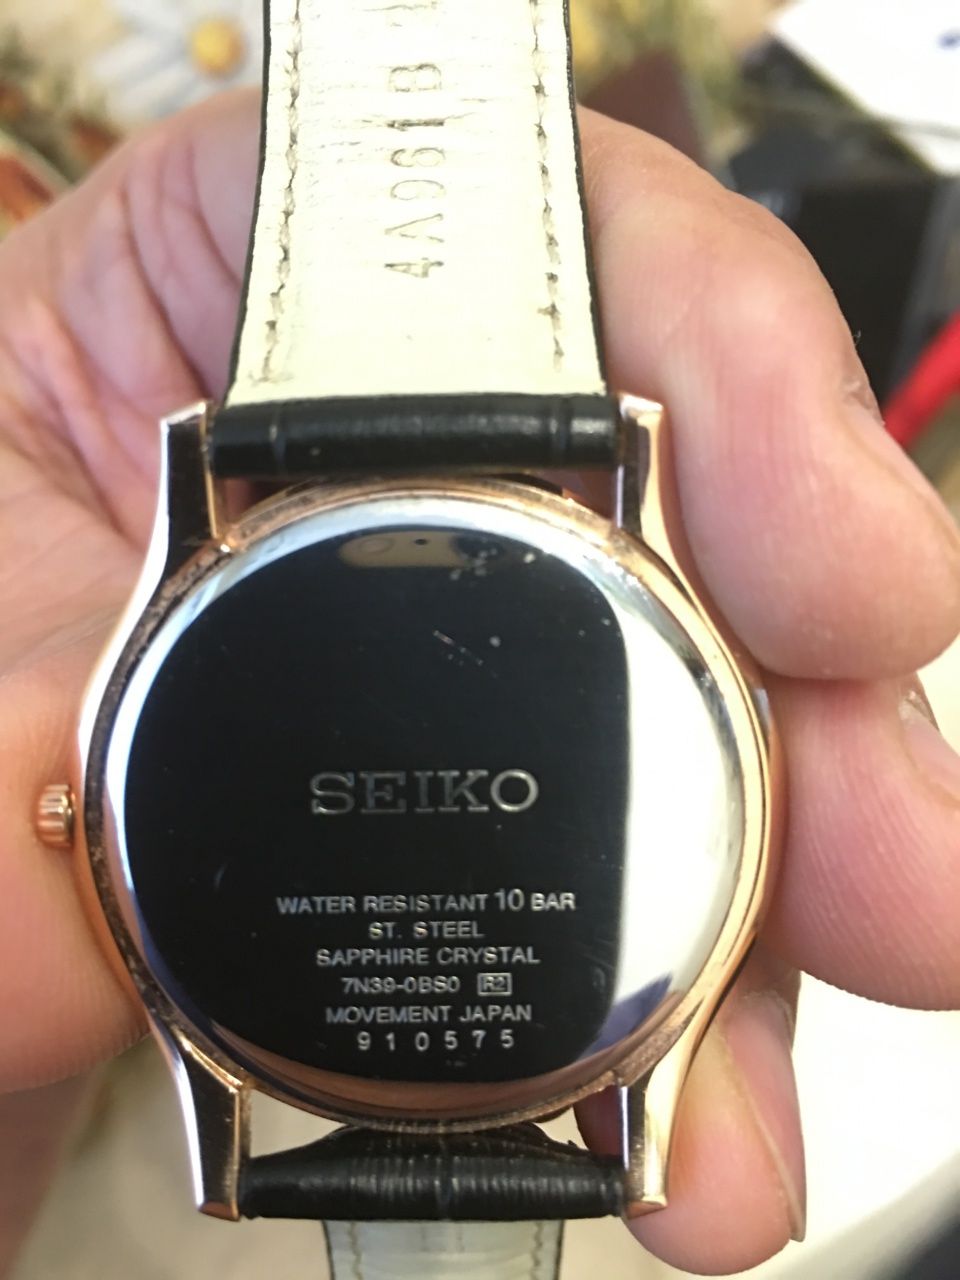 4A961B
SEIKO
WATER RESISTANT 10 BAR
ST. STEEL
SAPPHIRE CRYSTAL
7N39-0BS0 R2
MOVEMENT JAPAN
910575